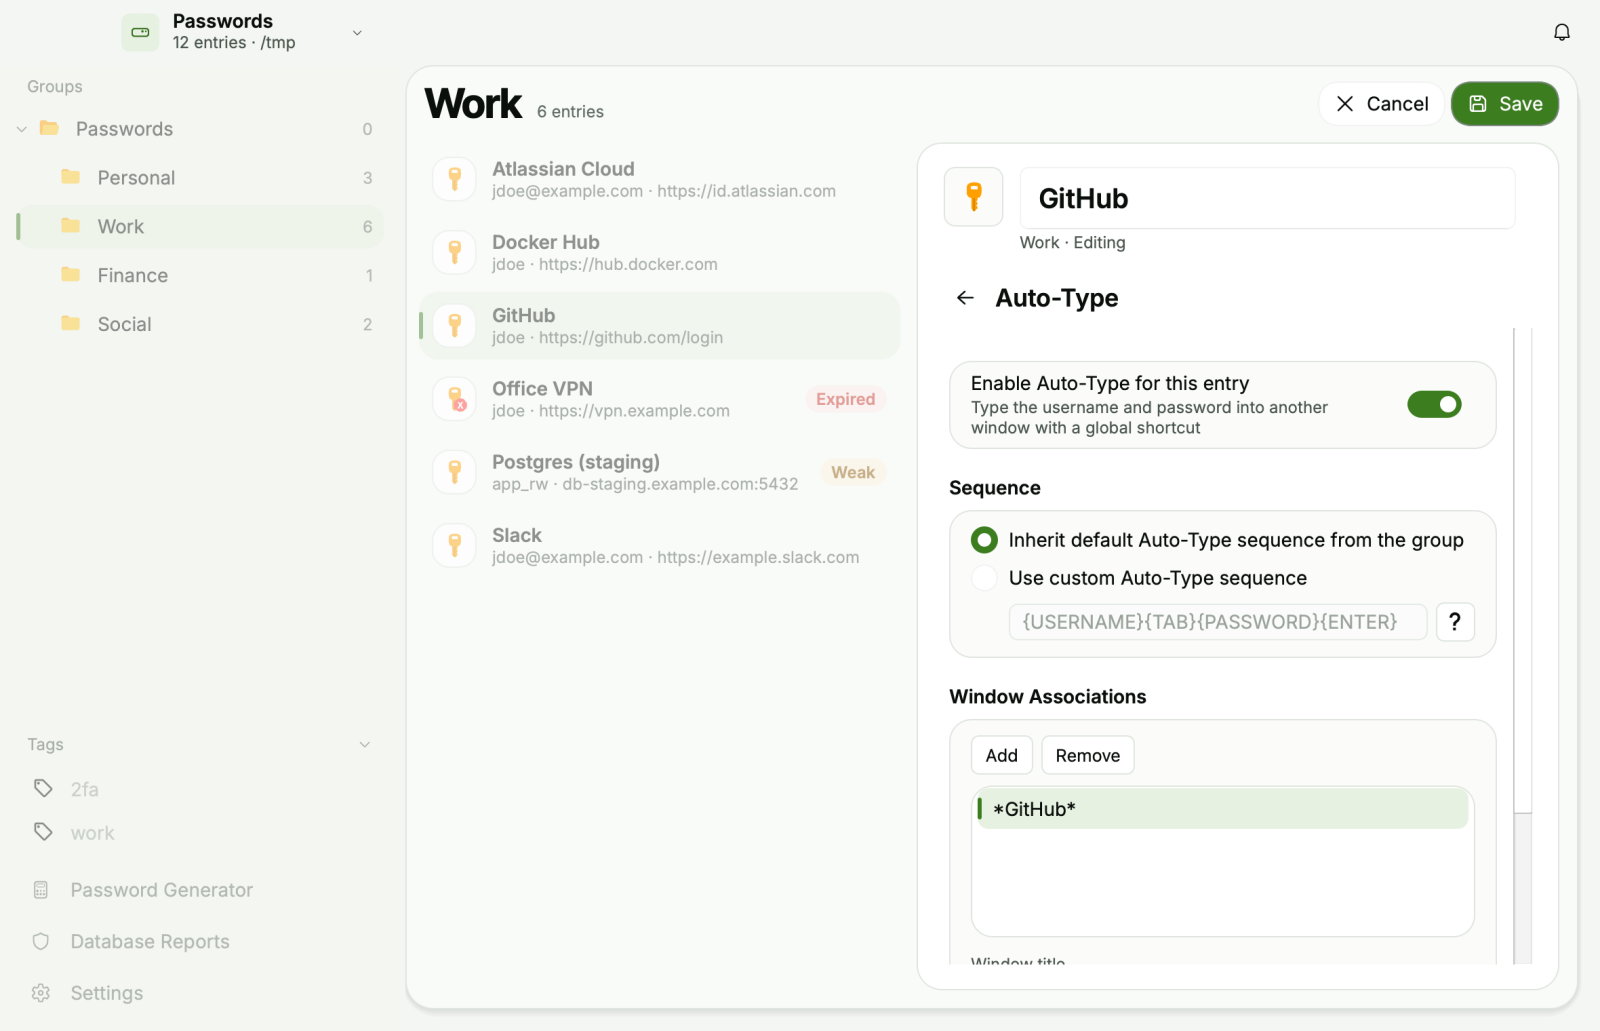 Passwords
12 entries · /tmp
Groups
Passwords 0
Personal 3
Work 6
Finance 1
Social 2
Tags
2fa
work
Password Generator
Database Reports
Settings
Work 6 entries
Cancel
Save
Atlassian Cloud
jdoe@example.com · https://id.atlassian.com
Docker Hub
jdoe · https://hub.docker.com
GitHub
jdoe · https://github.com/login
Office VPN
jdoe · https://vpn.example.com
Expired
Postgres (staging)
app_rw · db-staging.example.com:5432
Weak
Slack
jdoe@example.com · https://example.slack.com
GitHub
Work · Editing
Auto-Type
Enable Auto-Type for this entry
Type the username and password into another
window with a global shortcut
Sequence
Inherit default Auto-Type sequence from the group
Use custom Auto-Type sequence
{USERNAME}{TAB}{PASSWORD}{ENTER}
?
Window Associations
Add
Remove
*GitHub*
Window title